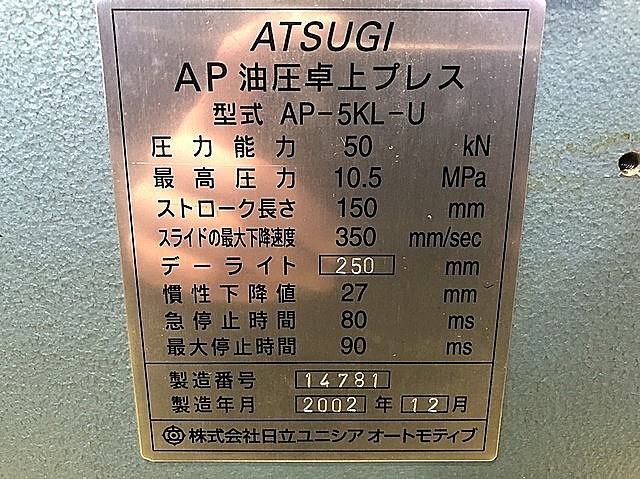 ATSUGI
AP 油圧卓上プレス
型式 AP-5KL-U
圧力能力 50 kN
最高圧力 10.5 MPa
ストローク長さ 150 mm
スライドの最大下降速度 350 mm/sec
デーライト 250 mm
慣性下降値 27 mm
急停止時間 80 ms
最大停止時間 90 ms
製造番号 14781
製造年月 2002 年 12 月
株式会社日立ユニシア オートモティブ